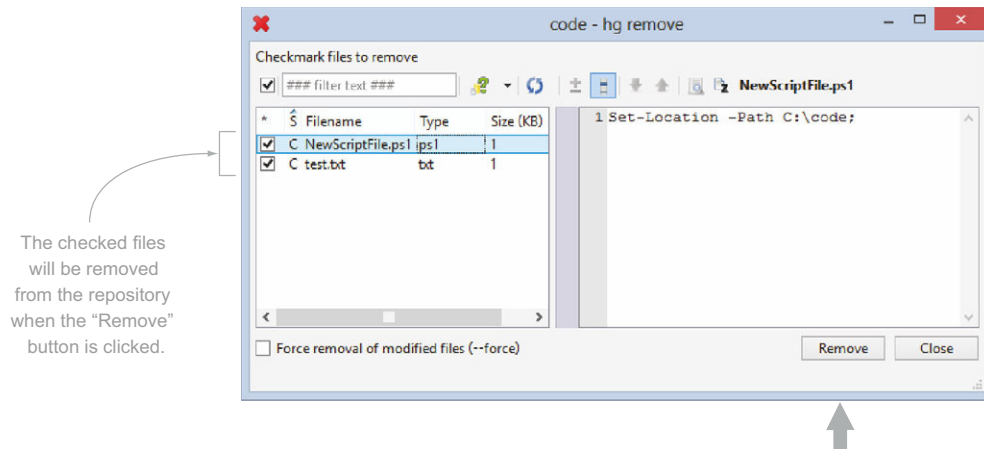 code - hg remove
Checkmark files to remove
### filter text ###
NewScriptFile.ps1
* S Filename Type Size (KB)
C NewScriptFile.ps1 ps1 1
C test.txt txt 1
1 Set-Location -Path C:\code;
The checked files
will be removed
from the repository
when the “Remove”
button is clicked.
Force removal of modified files (--force)
Remove Close